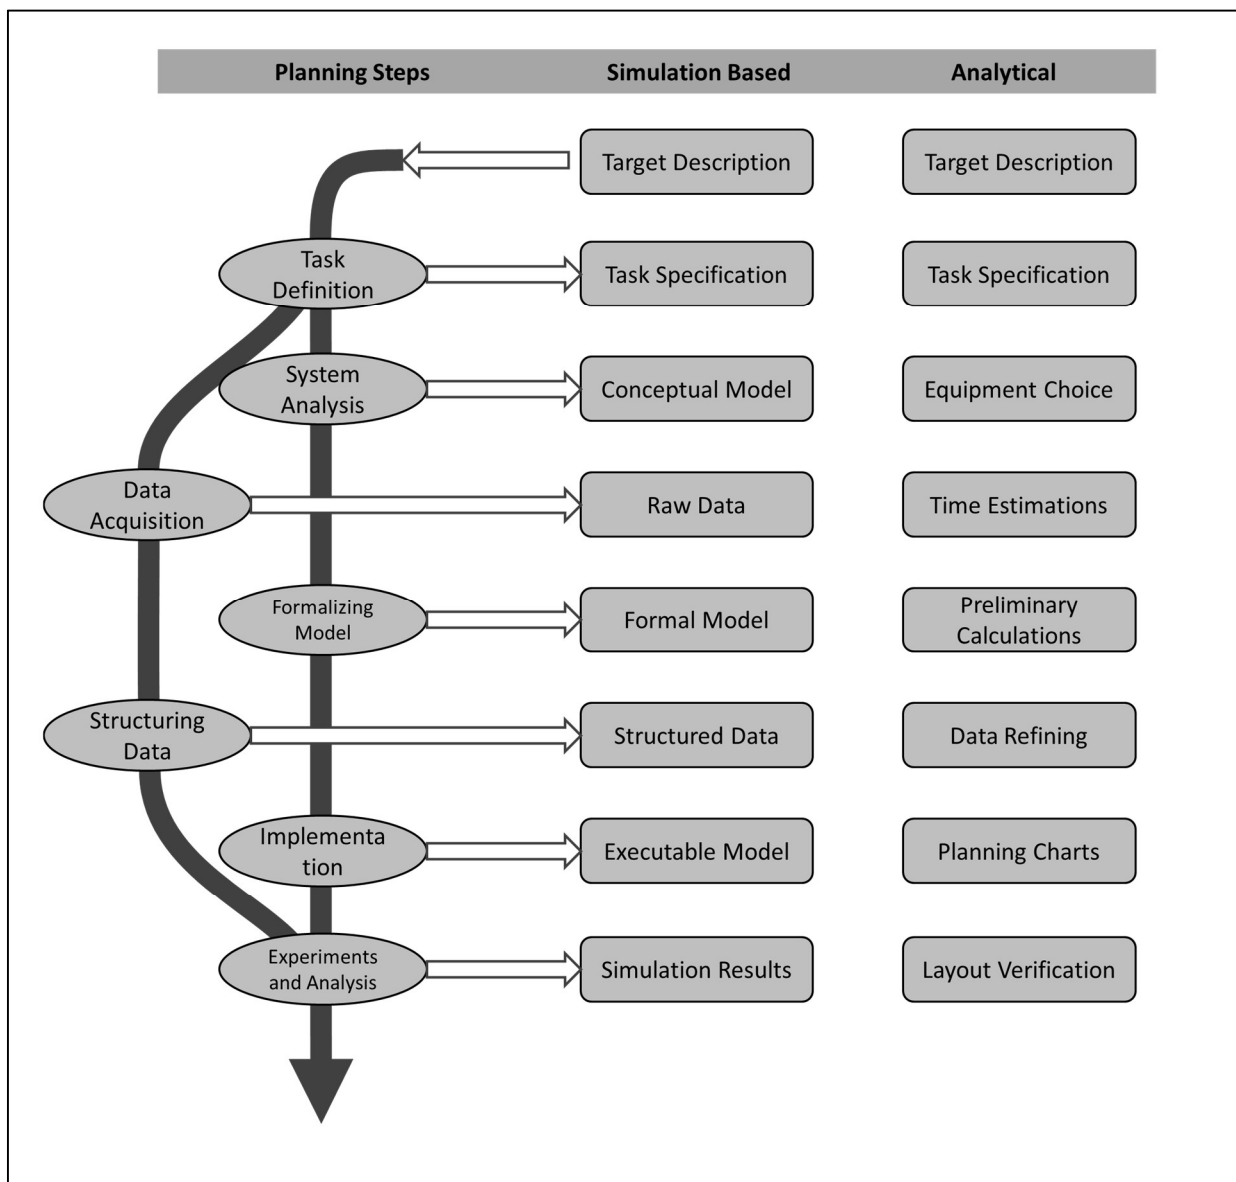 Planning Steps Simulation Based Analytical
Target Description Target Description
Task
Definition
Task Specification Task Specification
System
Analysis
Conceptual Model Equipment Choice
Data
Acquisition
Raw Data Time Estimations
Formalizing
Model
Formal Model
Preliminary
Calculations
Structuring
Data
Structured Data Data Refining
Implementa
tion
Executable Model Planning Charts
Experiments
and Analysis
Simulation Results Layout Verification